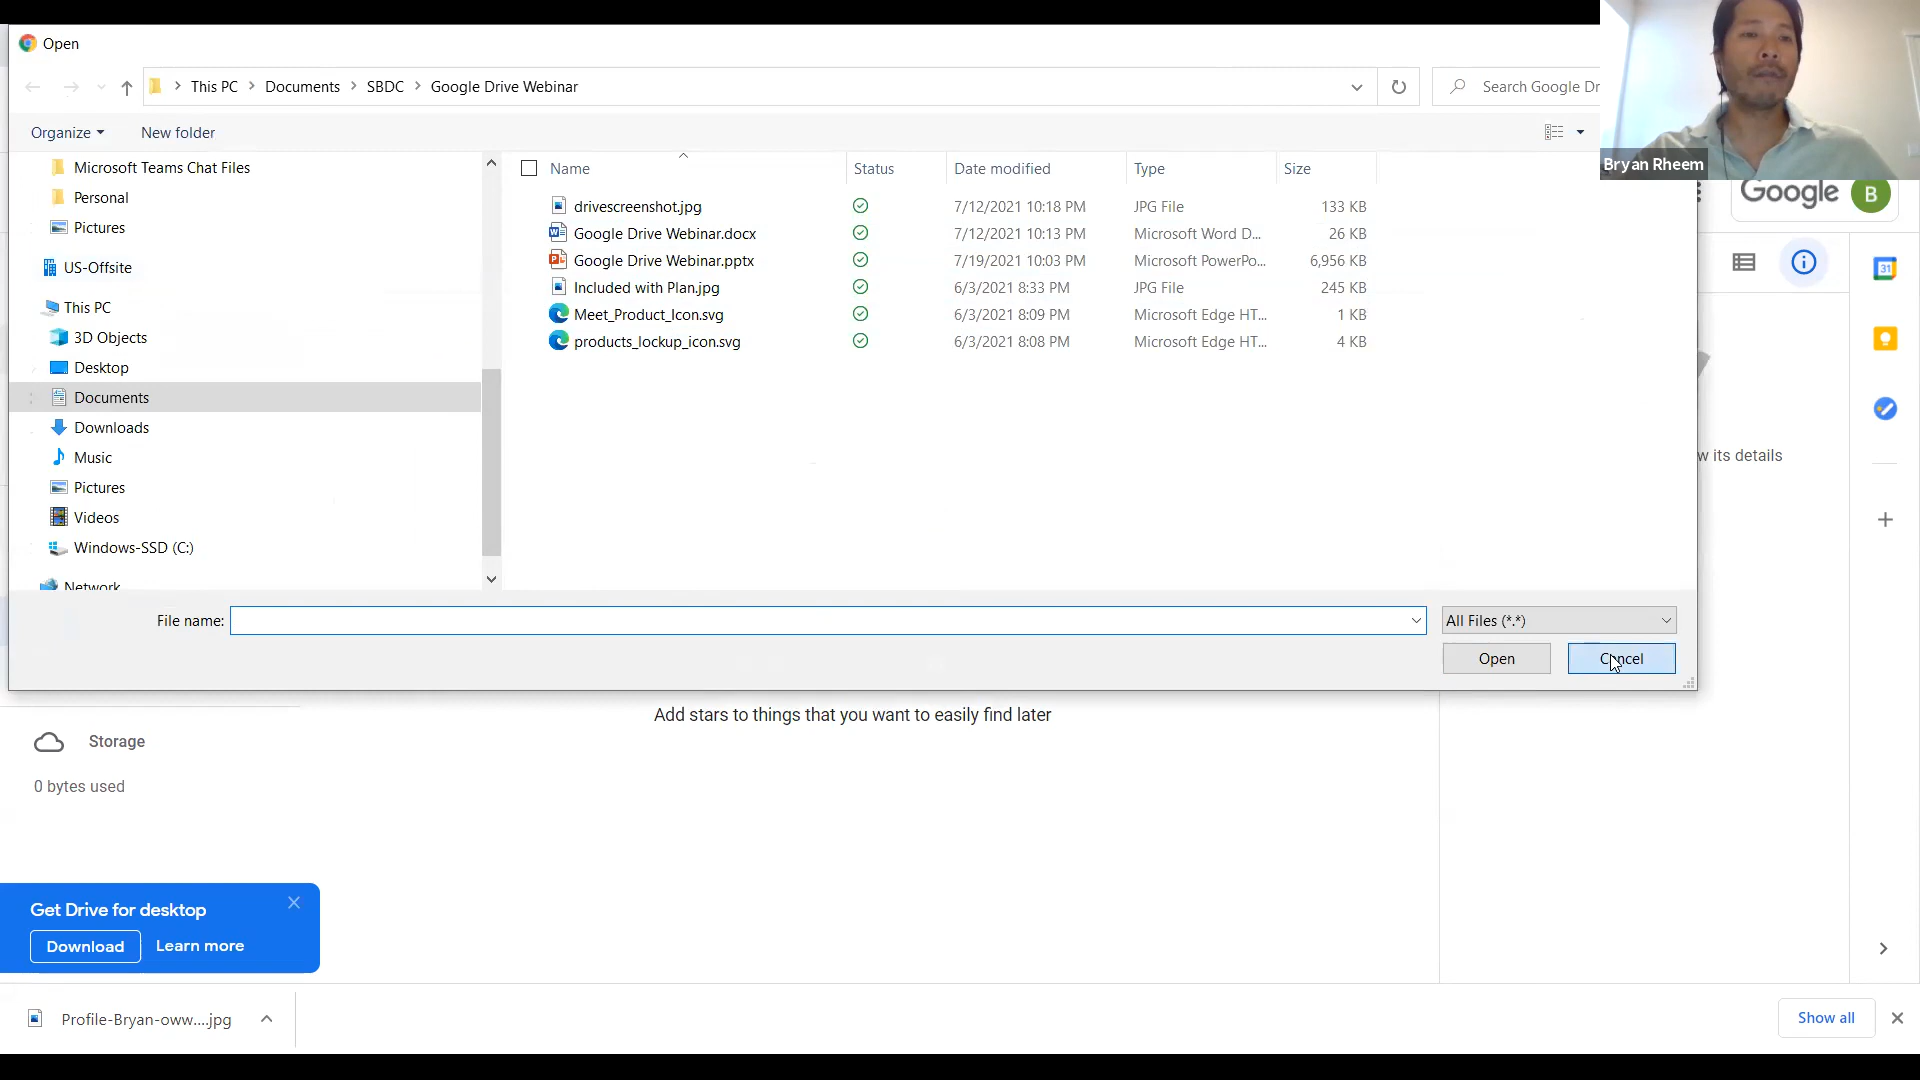 Open
This PC > Documents > SBDC > Google Drive Webinar
Search Google Dr
Organize
New folder
Bryan Rheem
Microsoft Teams Chat Files
Personal
Pictures
US-Offsite
This PC
3D Objects
Desktop
Documents
Downloads
Music
Pictures
Videos
Windows-SSD (C:)
Network
Name Status Date modified Type Size
drivescreenshot.jpg 7/12/2021 10:18 PM JPG File 133 KB
Google Drive Webinar.docx 7/12/2021 10:13 PM Microsoft Word D... 26 KB
Google Drive Webinar.pptx 7/19/2021 10:03 PM Microsoft PowerPo... 6,956 KB
Included with Plan.jpg 6/3/2021 8:33 PM JPG File 245 KB
Meet_Product_Icon.svg 6/3/2021 8:09 PM Microsoft Edge HT... 1 KB
products_lockup_icon.svg 6/3/2021 8:08 PM Microsoft Edge HT... 4 KB
File name:
All Files (*.*)
Open
Cancel
Google
B
31
w its details
Add stars to things that you want to easily find later
Storage
0 bytes used
Get Drive for desktop
Download
Learn more
Profile-Bryan-oww....jpg
Show all